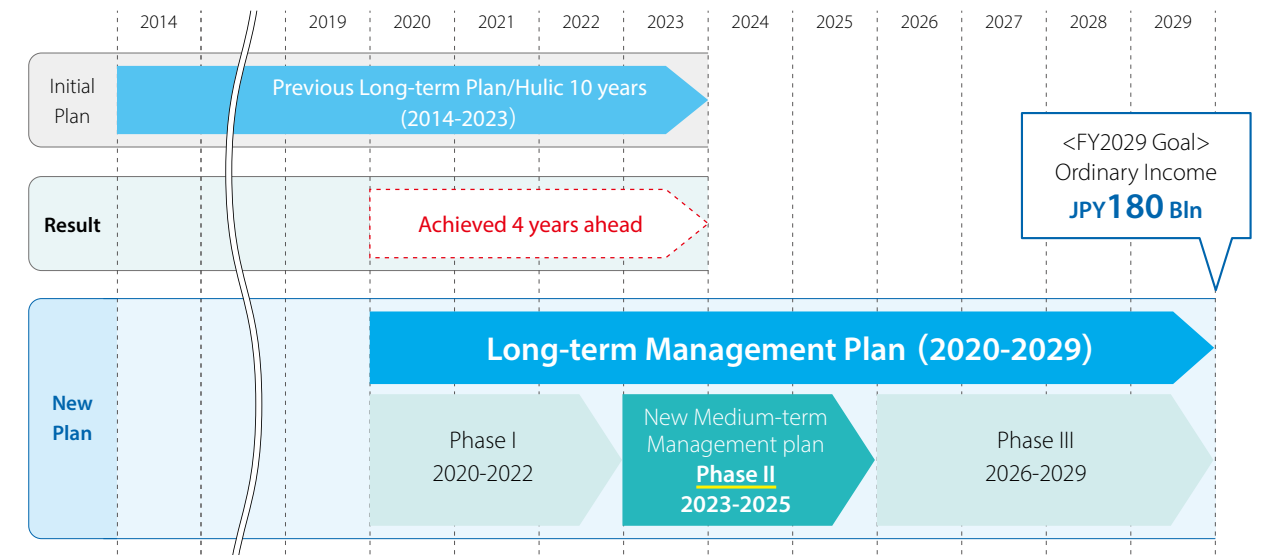 2014 2019 2020 2021 2022 2023 2024 2025 2026 2027 2028 2029
Initial
Plan
Previous Long-term Plan/Hulic 10 years
(2014-2023)
<FY2029 Goal>
Ordinary Income
JPY180 Bln
Result
Achieved 4 years ahead
New
Plan
Long-term Management Plan (2020-2029)
Phase I
2020-2022
New Medium-term
Management plan
Phase II
2023-2025
Phase III
2026-2029